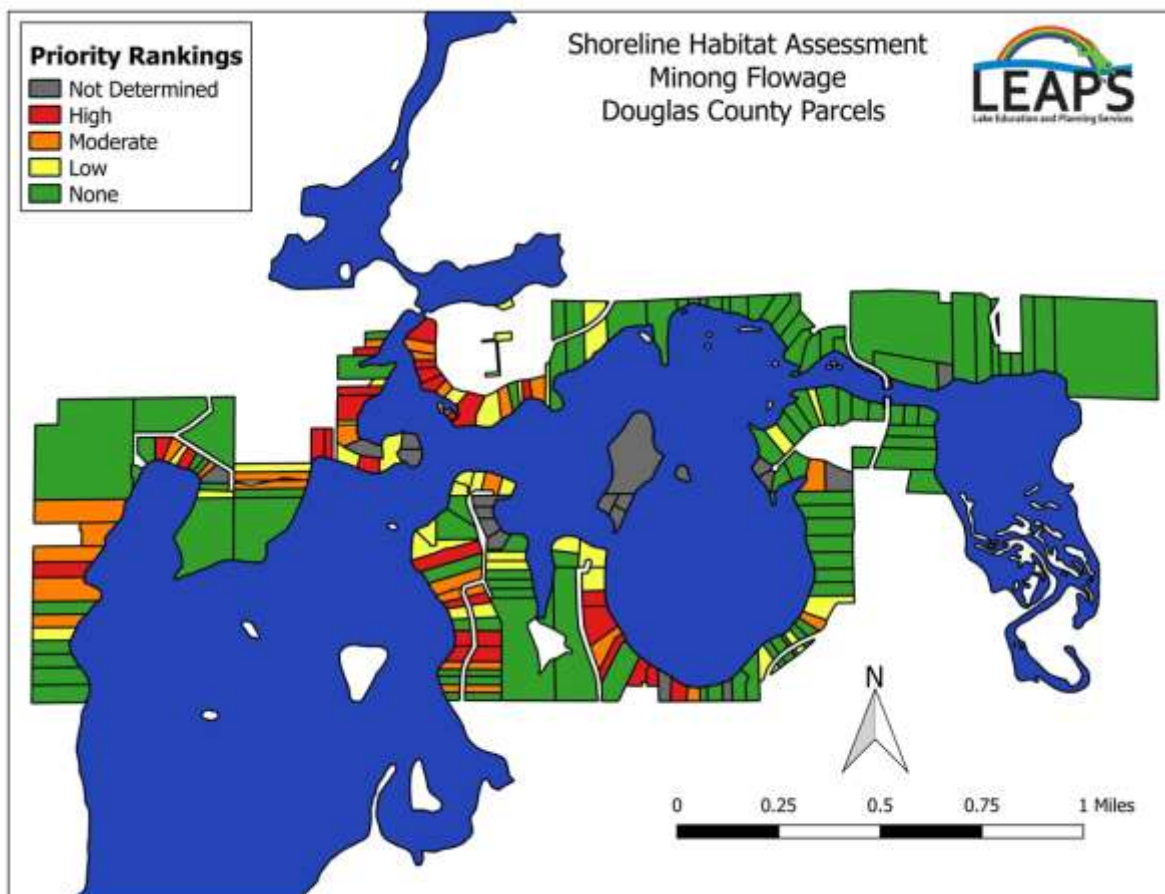 Priority Rankings
Not Determined
High
Moderate
Low
None
Shoreline Habitat Assessment
Minong Flowage
Douglas County Parcels
LEAPS
Lake Education and Planning Services
N
0 0.25 0.5 0.75 1 Miles